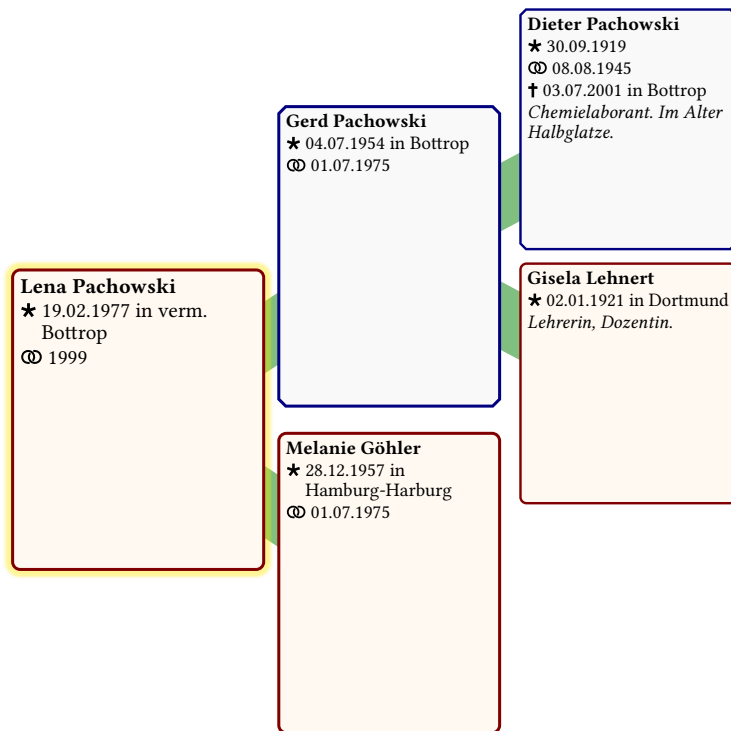 Dieter Pachowski
★ 30.09.1919
⚭ 08.08.1945
✝ 03.07.2001 in Bottrop
Chemielaborant. Im Alter
Halbglatze.
Gerd Pachowski
★ 04.07.1954 in Bottrop
⚭ 01.07.1975
Lena Pachowski
★ 19.02.1977 in verm.
Bottrop
⚭ 1999
Gisela Lehnert
★ 02.01.1921 in Dortmund
Lehrerin, Dozentin.
Melanie Göhler
★ 28.12.1957 in
Hamburg-Harburg
⚭ 01.07.1975